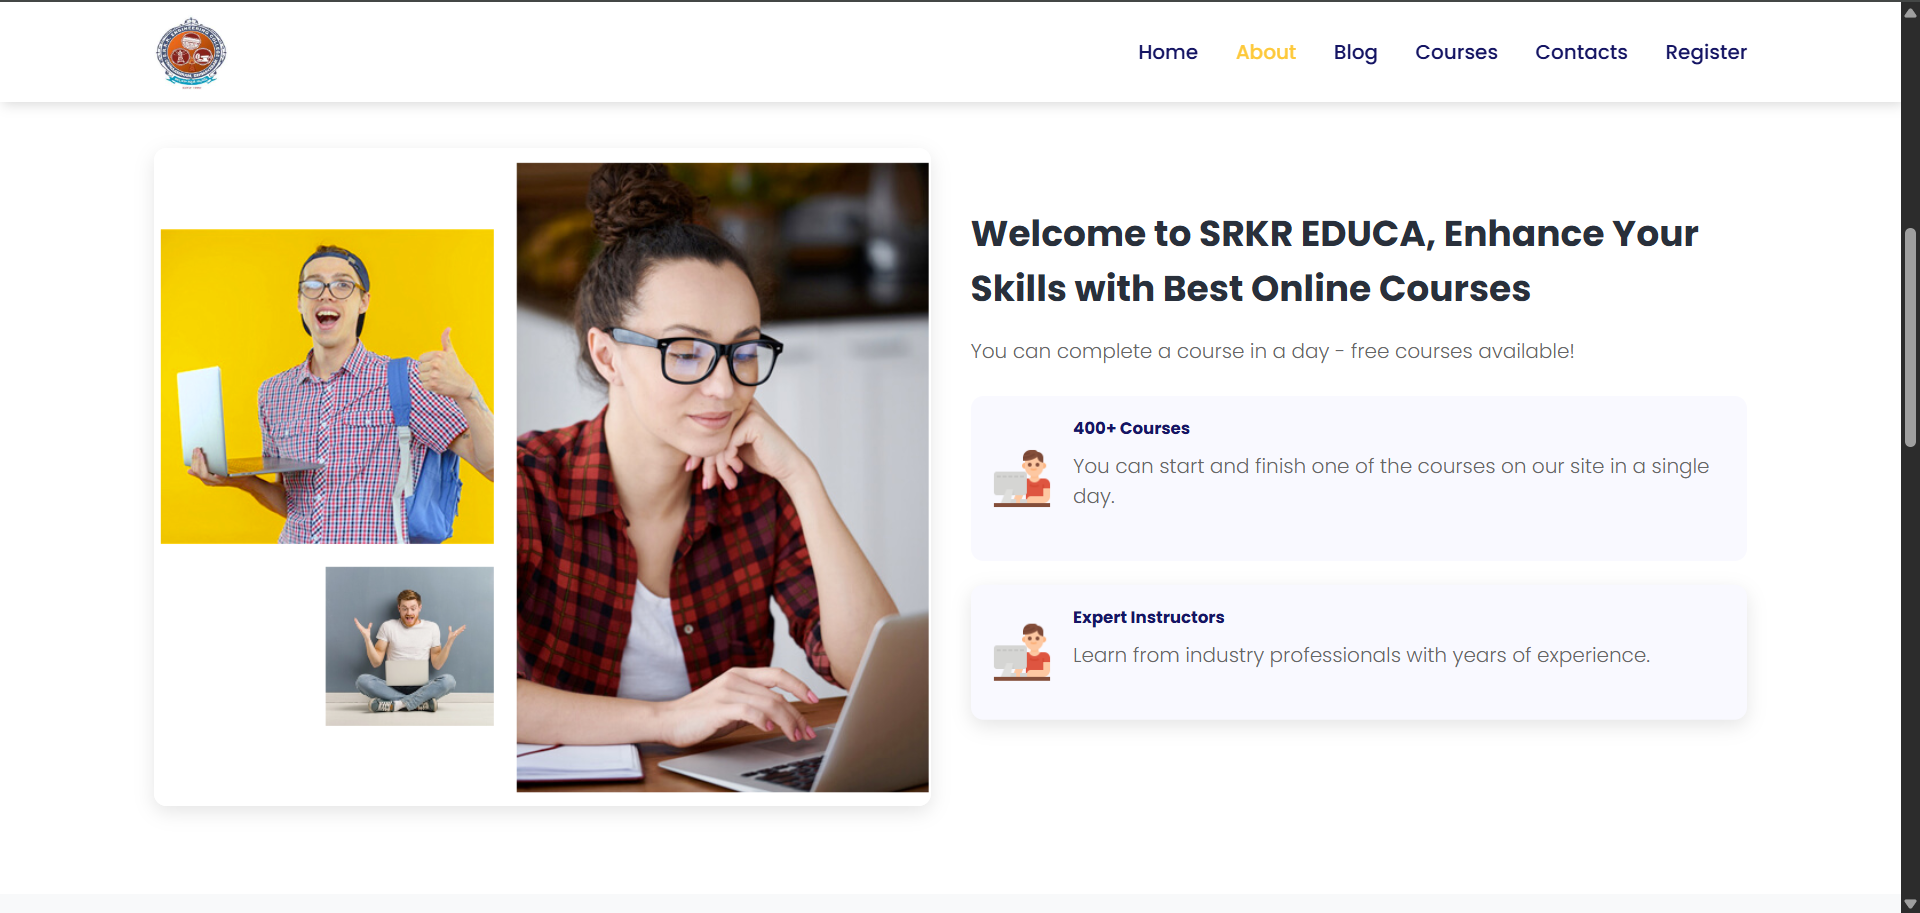 Home About Blog Courses Contacts Register
Welcome to SRKR EDUCA, Enhance Your
Skills with Best Online Courses
You can complete a course in a day - free courses available!
400+ Courses
You can start and finish one of the courses on our site in a single
day.
Expert Instructors
Learn from industry professionals with years of experience.